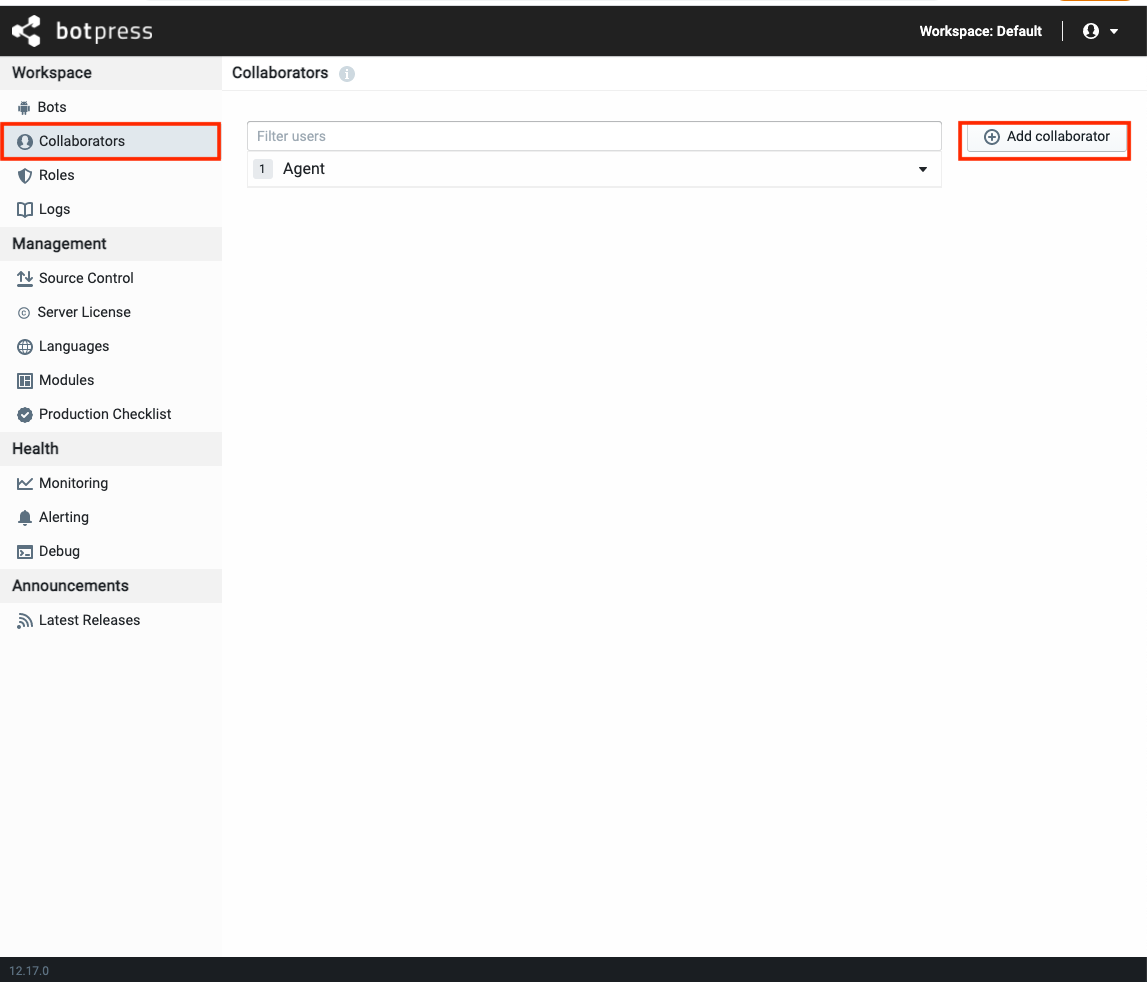 botpress
Workspace: Default
Workspace
Bots
Collaborators
Roles
Logs
Management
Source Control
© Server License
Languages
Modules
Production Checklist
Health
Monitoring
Alerting
Debug
Announcements
Latest Releases
Collaborators
Filter users
Add collaborator
1 Agent
12.17.0